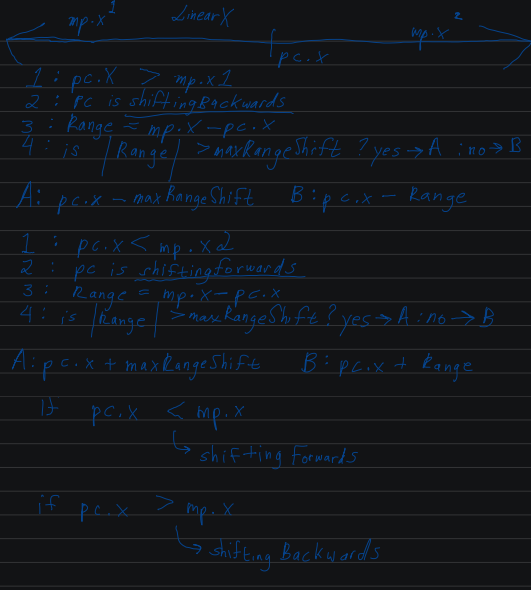 mp.x¹ LinearX mp.x²
pc.x
1 : pc.X > mp.x1
2 : pc is shiftingBackwards
3 : Range = mp.x - pc.x
4 : is |Range| > maxRangeShift ? yes → A : no → B
A: pc.x - maxRangeShift B: pc.x - Range
1 : pc.x < mp.x2
2 : pc is shiftingforwards
3 : Range = mp.x - pc.x
4 : is |Range| > maxRangeShift? yes → A : no → B
A: pc.x + maxRangeShift B: pc.x + Range
If pc.x < mp.x
↳ shifting Forwards
if pc.x > mp.x
↳ shifting Backwards